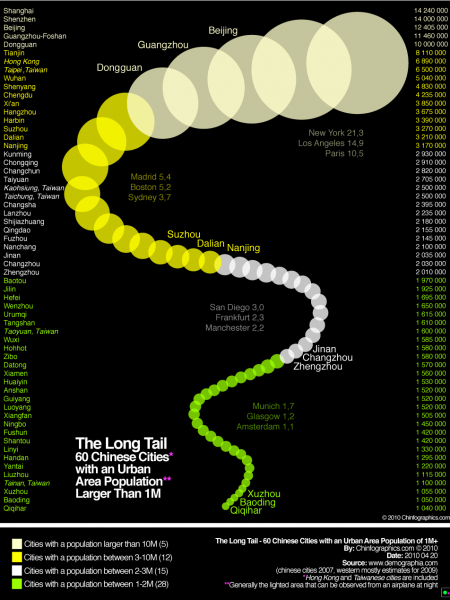 Shanghai 14 240 000
Shenzhen 14 000 000
Beijing 12 405 000
Guangzhou-Foshan 11 460 000
Dongguan 10 000 000
Tianjin 8 110 000
Hong Kong 6 890 000
Taipei ,Taiwan 6 500 000
Wuhan 5 040 000
Shenyang 4 830 000
Chengdu 4 235 000
Xi'an 3 850 000
Hangzhou 3 675 000
Harbin 3 390 000
Suzhou 3 270 000
Dalian 3 210 000
Nanjing 3 170 000
Kunming 2 930 000
Chongqing 2 910 000
Changchun 2 820 000
Taiyuan 2 705 000
Kaohsiung, Taiwan 2 500 000
Taichung, Taiwan 2 500 000
Changsha 2 395 000
Lanzhou 2 235 000
Shijiazhuang 2 180 000
Qingdao 2 155 000
Fuzhou 2 145 000
Nanchang 2 100 000
Jinan 2 035 000
Changzhou 2 030 000
Zhengzhou 2 010 000
Baotou 1 970 000
Jilin 1 925 000
Hefei 1 695 000
Wenzhou 1 650 000
Urumqi 1 615 000
Tangshan 1 610 000
Taoyuan, Taiwan 1 600 000
Wuxi 1 585 000
Hohhot 1 580 000
Zibo 1 580 000
Datong 1 570 000
Xiamen 1 560 000
Huaiyin 1 530 000
Anshan 1 520 000
Guiyang 1 520 000
Luoyang 1 520 000
Xiangfan 1 500 000
Ningbo 1 450 000
Fushun 1 420 000
Shantou 1 420 000
Linyi 1 330 000
Handan 1 295 000
Yantai 1 220 000
Liuzhou 1 115 000
Tainan, Taiwan 1 100 000
Xuzhou 1 055 000
Baoding 1 050 000
Qiqihar 1 040 000
Beijing
Guangzhou
Dongguan
New York 21,3
Los Angeles 14,9
Paris 10,5
Madrid 5,4
Boston 5,2
Sydney 3,7
Suzhou
Dalian
Nanjing
San Diego 3,0
Frankfurt 2,3
Manchester 2,2
Jinan
Changzhou
Zhengzhou
Munich 1,7
Glasgow 1,2
Amsterdam 1,1
The Long Tail
60 Chinese Cities*
with an Urban
Area Population**
Larger Than 1M
Xuzhou
Baoding
Qiqihar
© 2010 Chinfographics.com
Cities with a population larger than 10M (5)
Cities with a population between 3-10M (12)
Cities with a population between 2-3M (15)
Cities with a population between 1-2M (28)
The Long Tail - 60 Chinese Cities with an Urban Area Population of 1M+
By: Chinfographics.com © 2010
Date: 2010 04 20
Source: www.demographia.com
(chinese cities 2007, western mostly estimates for 2009)
*Hong Kong and Taiwanese cities are included
**Generally the lighted area that can be observed from an airplane at night